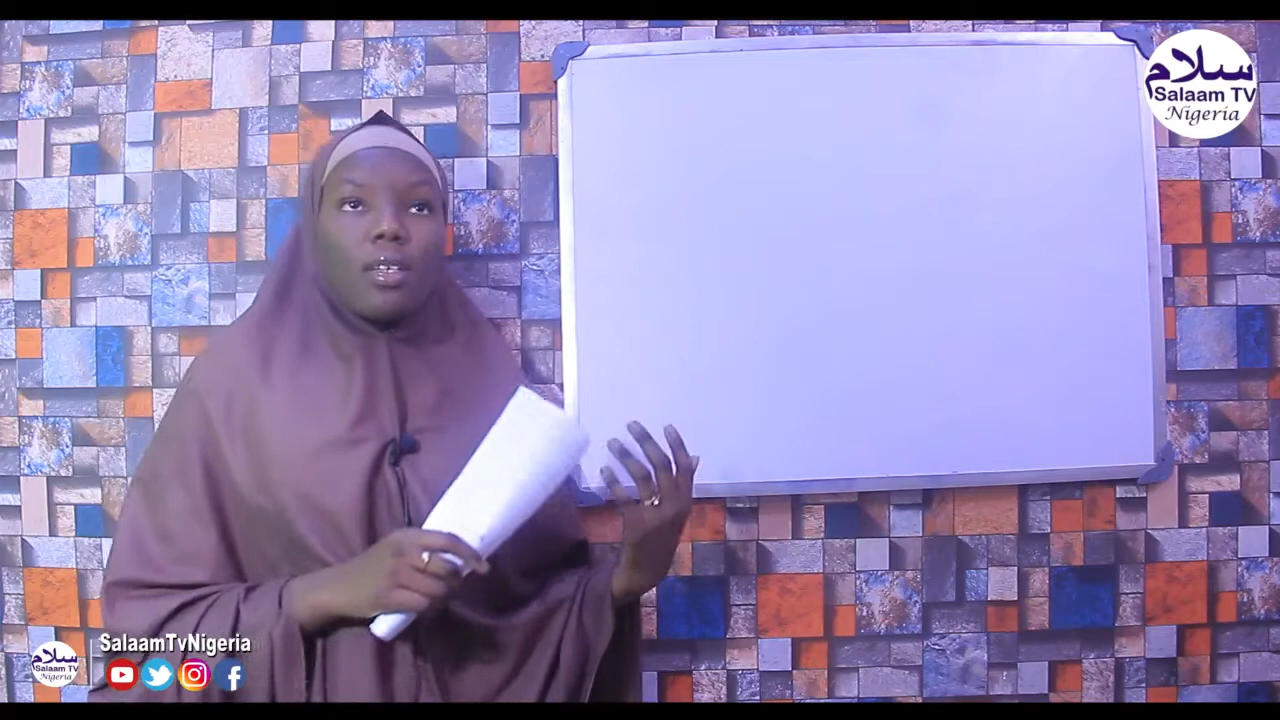 سلام
Salaam TV
Nigeria
سلام
Salaam TV
Nigeria
SalaamTvNigeria